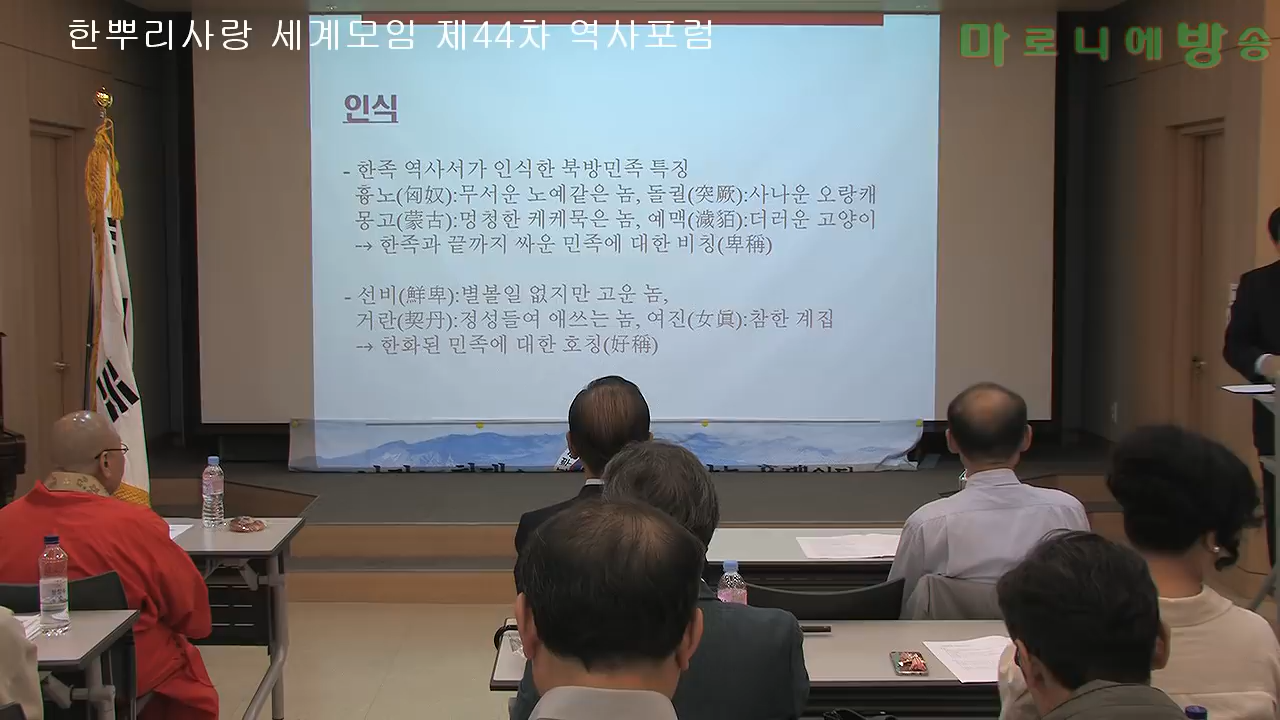 한뿌리사랑 세계모임 제44차 역사포럼
마로니에방송
인식
- 한족 역사서가 인식한 북방민족 특징
흉노(匈奴):무서운 노예같은 놈, 돌궐(突厥):사나운 오랑캐
몽고(蒙古):멍청한 케케묵은 놈, 예맥(濊貊):더러운 고양이
→ 한족과 끝까지 싸운 민족에 대한 비칭(卑稱)
- 선비(鮮卑):별볼일 없지만 고운 놈,
거란(契丹):정성들여 애쓰는 놈, 여진(女眞):참한 계집
→ 한화된 민족에 대한 호칭(好稱)